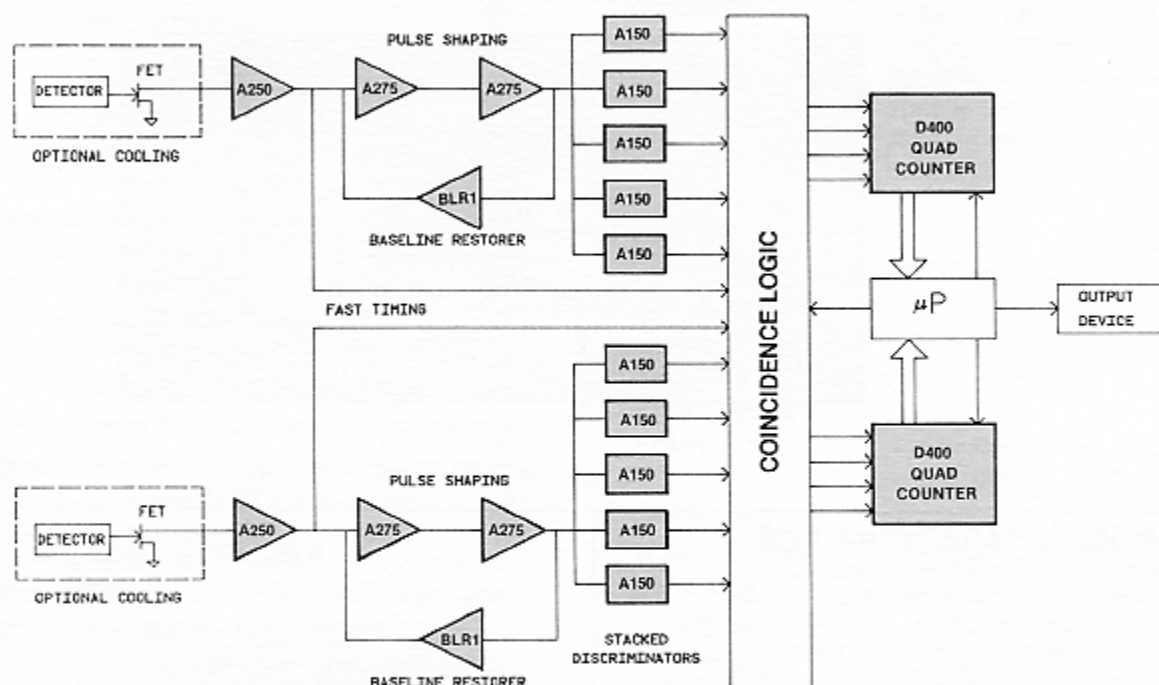 PULSE SHAPING
A150
FET
DETECTOR
A250
A275
A275
A150
OPTIONAL COOLING
A150
A150
BLR1
BASELINE RESTORER
A150
FAST TIMING
COINCIDENCE LOGIC
D400
QUAD
COUNTER
μP
OUTPUT
DEVICE
D400
QUAD
COUNTER
A150
A150
PULSE SHAPING
A150
FET
DETECTOR
A250
A275
A275
A150
OPTIONAL COOLING
A150
BLR1
STACKED
DISCRIMINATORS
BASELINE RESTORER